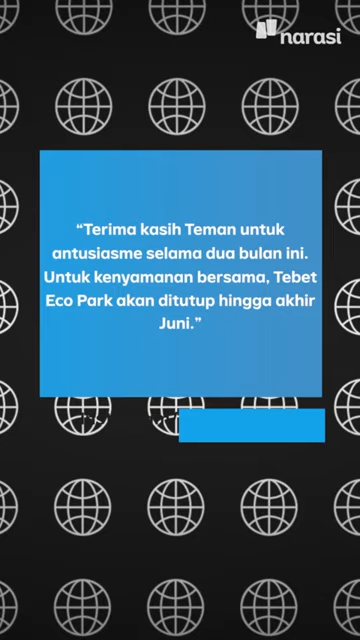 narasi
“Terima kasih Teman untuk
antusiasme selama dua bulan ini.
Untuk kenyamanan bersama, Tebet
Eco Park akan ditutup hingga akhir
Juni.”